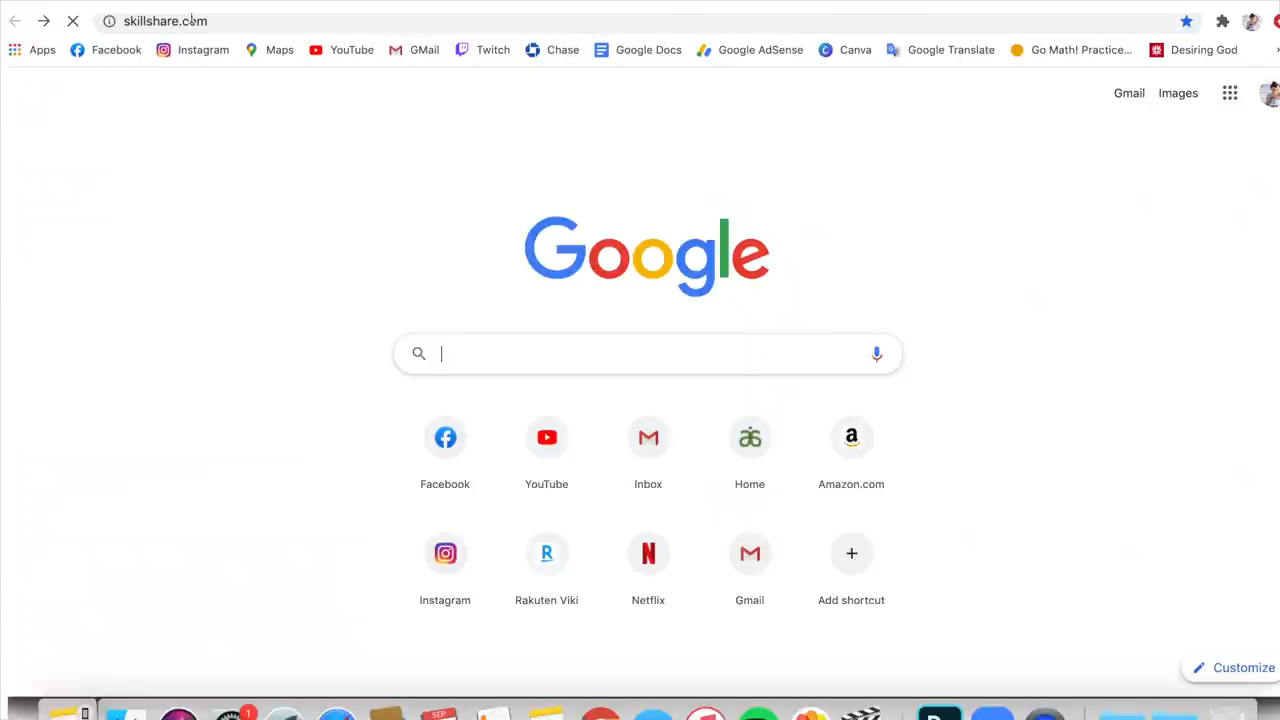 skillshare.com
Apps Facebook Instagram Maps YouTube GMail Twitch Chase Google Docs Google AdSense Canva Google Translate Go Math! Practice... Desiring God
Gmail Images
Google
Facebook YouTube Inbox Home Amazon.com
Instagram Rakuten Viki Netflix Gmail Add shortcut
Customize
1
SEP